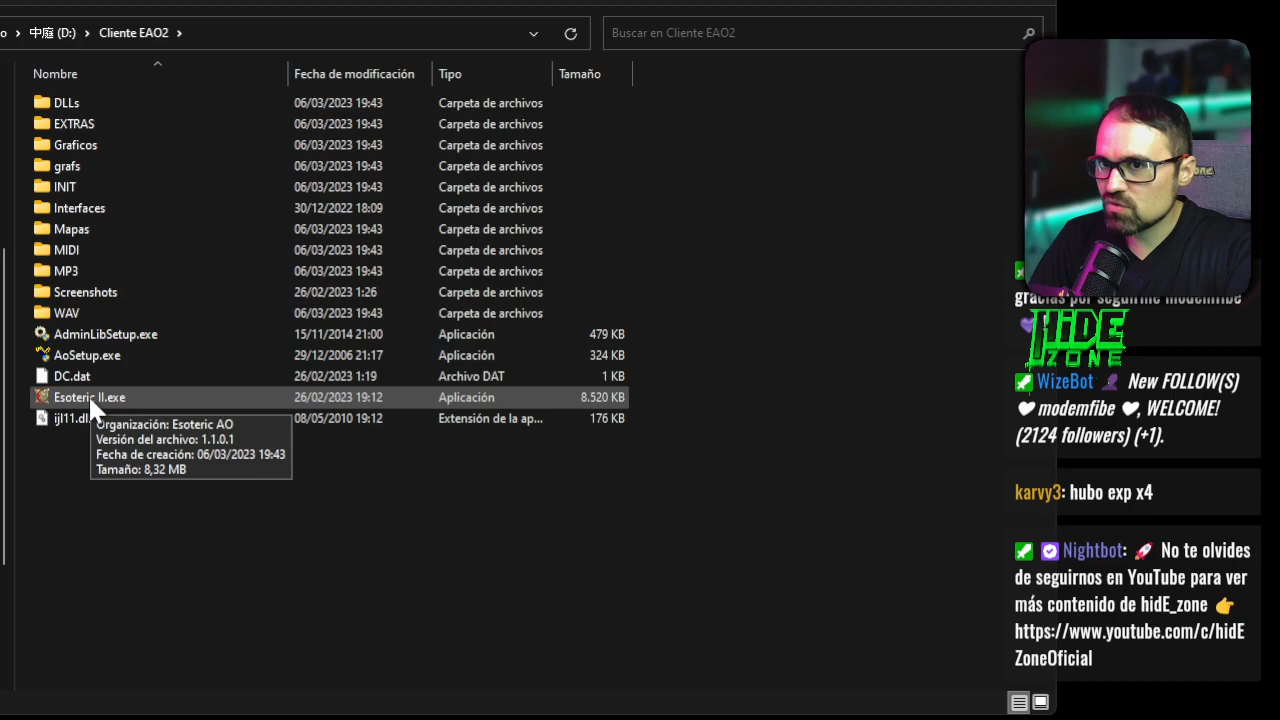 o > 中庭 (D:) > Cliente EAO2 >
Buscar en Cliente EAO2
Nombre Fecha de modificación Tipo Tamaño
DLLs 06/03/2023 19:43 Carpeta de archivos
EXTRAS 06/03/2023 19:43 Carpeta de archivos
Graficos 06/03/2023 19:43 Carpeta de archivos
grafs 06/03/2023 19:43 Carpeta de archivos
INIT 06/03/2023 19:43 Carpeta de archivos
Interfaces 30/12/2022 18:09 Carpeta de archivos
Mapas 06/03/2023 19:43 Carpeta de archivos
MIDI 06/03/2023 19:43 Carpeta de archivos
MP3 06/03/2023 19:43 Carpeta de archivos
Screenshots 26/02/2023 1:26 Carpeta de archivos
WAV 06/03/2023 19:43 Carpeta de archivos
AdminLibSetup.exe 15/11/2014 21:00 Aplicación 479 KB
AoSetup.exe 29/12/2006 21:17 Aplicación 324 KB
DC.dat 26/02/2023 1:19 Archivo DAT 1 KB
Esoteric II.exe 26/02/2023 19:12 Aplicación 8.520 KB
ijl11.dl 08/05/2010 19:12 Extensión de la ap... 176 KB
Organización: Esoteric AO
Versión del archivo: 1.1.0.1
Fecha de creación: 06/03/2023 19:43
Tamaño: 8,32 MB
gracias por seguirme modemfibe
HiDE
ZONE
WizeBot New FOLLOW(S)
modemfibe , WELCOME!
(2124 followers) (+1).
karvy3: hubo exp x4
Nightbot: 🚀 No te olvides
de seguirnos en YouTube para ver
más contenido de hidE_zone 👉
https://www.youtube.com/c/hidE
ZoneOficial